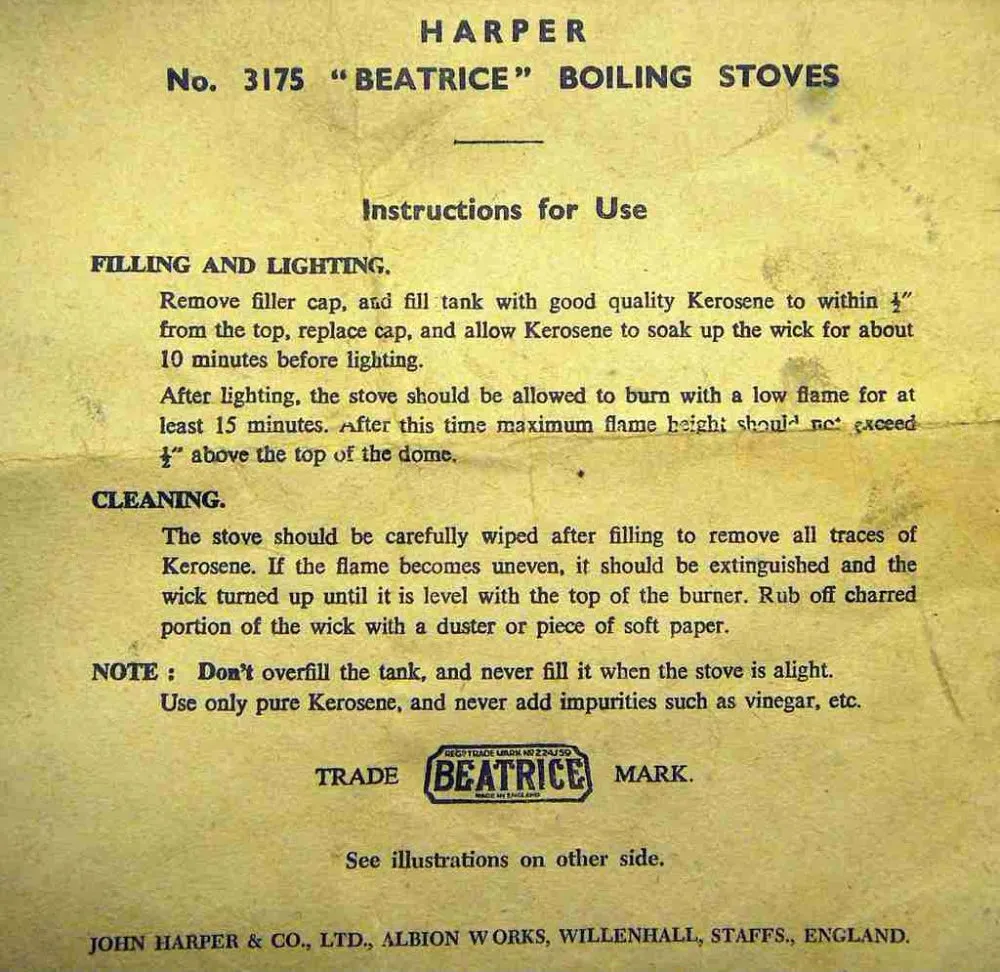 HARPER
No. 3175 “BEATRICE” BOILING STOVES
Instructions for Use
FILLING AND LIGHTING.
Remove filler cap, and fill tank with good quality Kerosene to within ½″
from the top, replace cap, and allow Kerosene to soak up the wick for about
10 minutes before lighting.
After lighting, the stove should be allowed to burn with a low flame for at
least 15 minutes. After this time maximum flame height should not exceed
½″ above the top of the dome.
CLEANING.
The stove should be carefully wiped after filling to remove all traces of
Kerosene. If the flame becomes uneven, it should be extinguished and the
wick turned up until it is level with the top of the burner. Rub off charred
portion of the wick with a duster or piece of soft paper.
NOTE : Don't overfill the tank, and never fill it when the stove is alight.
Use only pure Kerosene, and never add impurities such as vinegar, etc.
REGD TRADE MARK
TRADE BEATRICE MARK.
MADE IN ENGLAND
See illustrations on other side.
JOHN HARPER & CO., LTD., ALBION WORKS, WILLENHALL, STAFFS., ENGLAND.